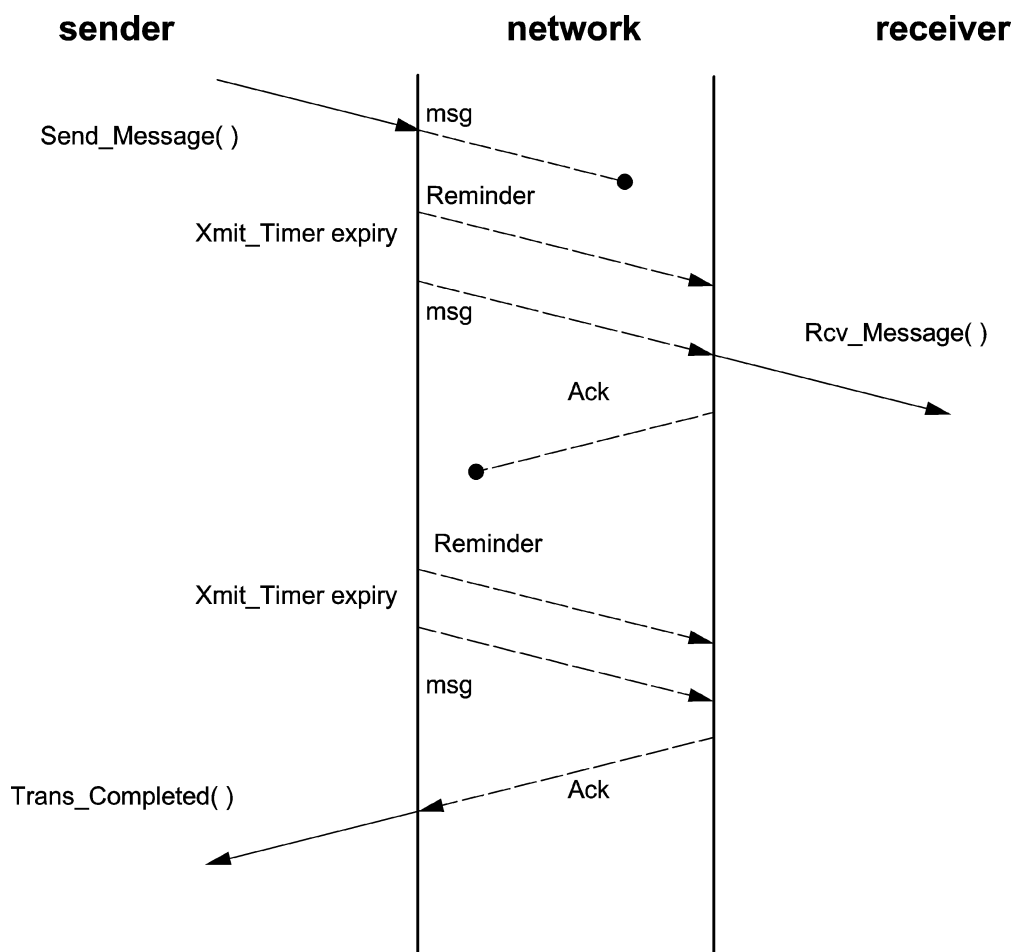 sender network receiver
msg
Send_Message( )
Reminder
Xmit_Timer expiry
msg
Rcv_Message( )
Ack
Reminder
Xmit_Timer expiry
msg
Ack
Trans_Completed( )